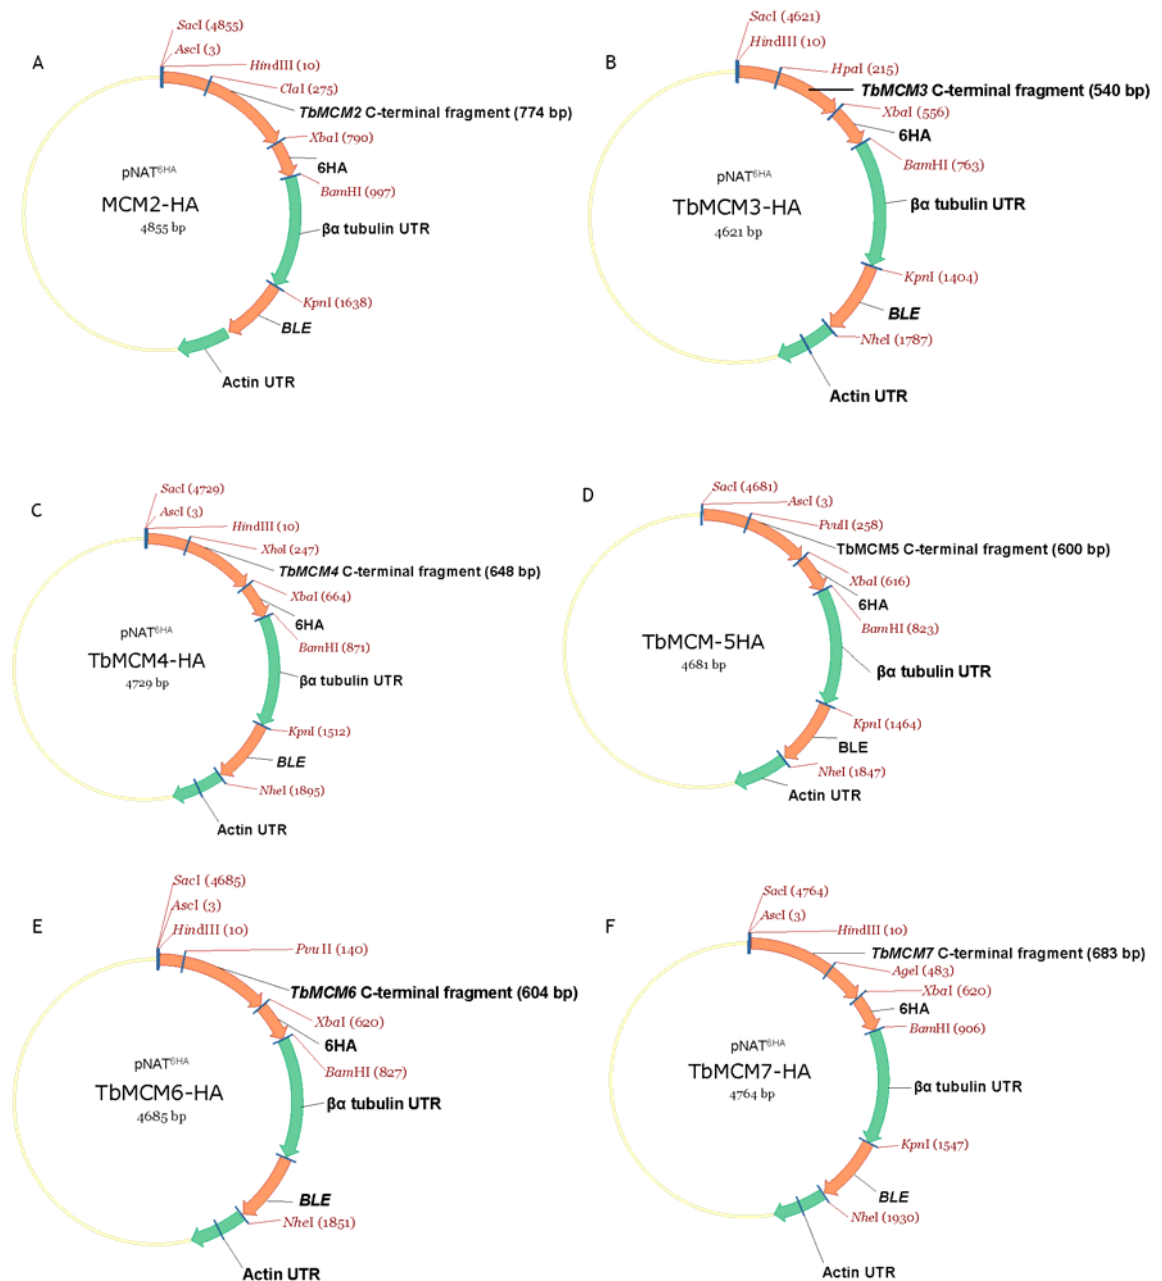 A
SacI (4855)
AscI (3)
HindIII (10)
ClaI (275)
TbMCM2 C-terminal fragment (774 bp)
XbaI (790)
6HA
BamHI (997)
pNAT6HA
MCM2-HA
4855 bp
βα tubulin UTR
KpnI (1638)
BLE
Actin UTR
B
SacI (4621)
HindIII (10)
HpaI (215)
TbMCM3 C-terminal fragment (540 bp)
XbaI (556)
6HA
BamHI (763)
pNAT6HA
TbMCM3-HA
4621 bp
βα tubulin UTR
KpnI (1404)
BLE
NheI (1787)
Actin UTR
C
SacI (4729)
AscI (3)
HindIII (10)
XhoI (247)
TbMCM4 C-terminal fragment (648 bp)
XbaI (664)
6HA
BamHI (871)
pNAT6HA
TbMCM4-HA
4729 bp
βα tubulin UTR
KpnI (1512)
BLE
NheI (1895)
Actin UTR
D
SacI (4681)
AscI (3)
PvuII (258)
TbMCM5 C-terminal fragment (600 bp)
XbaI (616)
6HA
BamHI (823)
TbMCM-5HA
4681 bp
βα tubulin UTR
KpnI (1464)
BLE
NheI (1847)
Actin UTR
E
SacI (4685)
AscI (3)
HindIII (10)
PvuII (140)
TbMCM6 C-terminal fragment (604 bp)
XbaI (620)
6HA
BamHI (827)
pNAT6HA
TbMCM6-HA
4685 bp
βα tubulin UTR
BLE
NheI (1851)
Actin UTR
F
SacI (4764)
AscI (3)
HindIII (10)
TbMCM7 C-terminal fragment (683 bp)
AgeI (483)
XbaI (620)
6HA
BamHI (906)
pNAT6HA
TbMCM7-HA
4764 bp
βα tubulin UTR
KpnI (1547)
BLE
NheI (1930)
Actin UTR